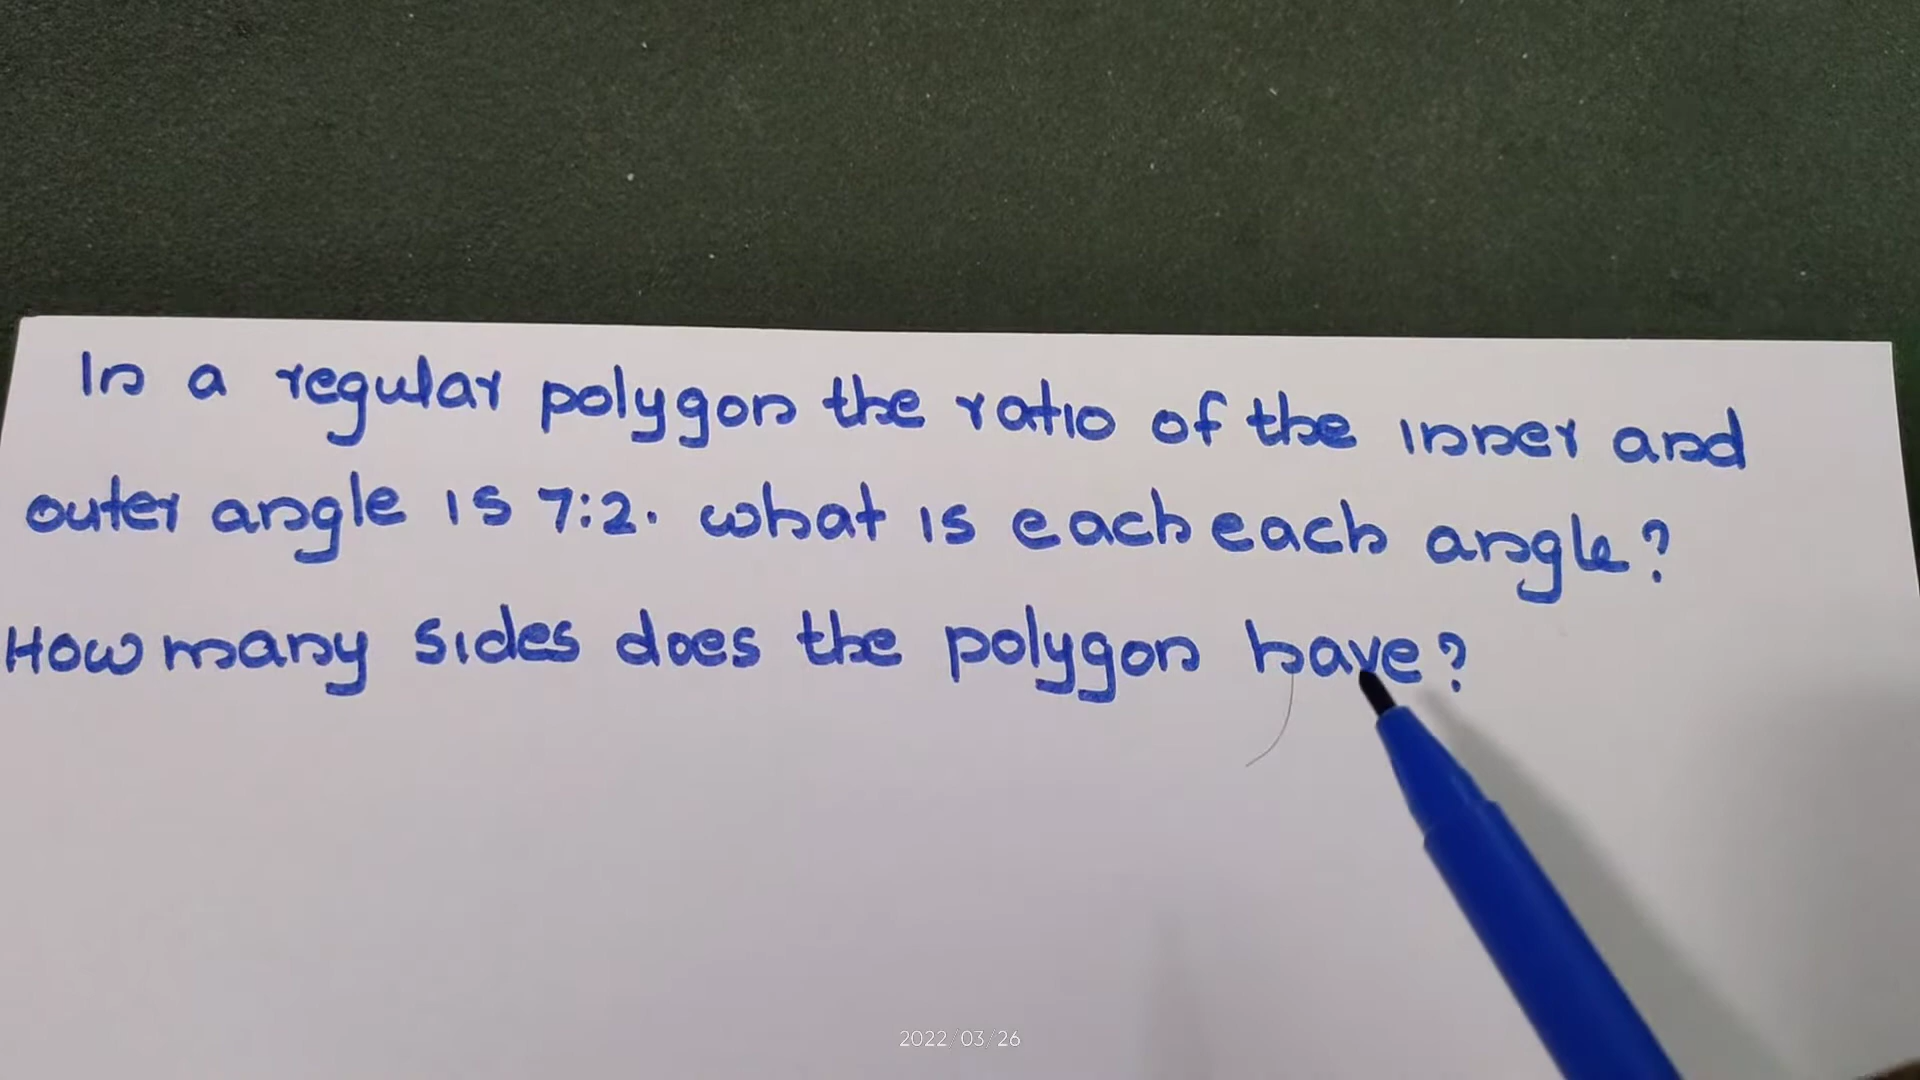 In a regular polygon the ratio of the inner and
outer angle is 7:2. what is each each angle?
How many sides does the polygon have?
2022/03/26